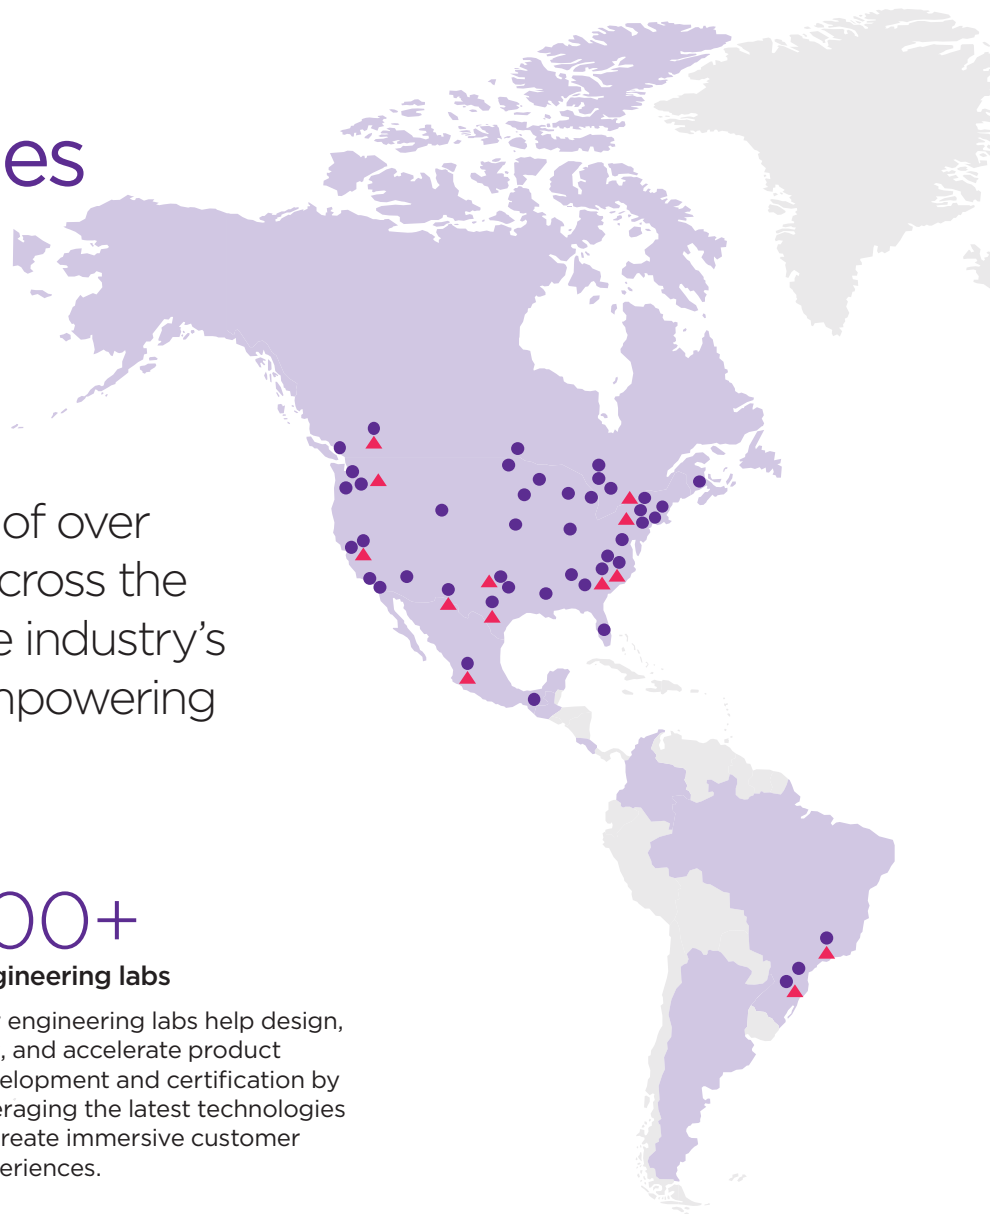 es
of over
cross the
e industry’s
npowering
00+
gineering labs
r engineering labs help design,
, and accelerate product
elopment and certification by
eraging the latest technologies
create immersive customer
eriences.